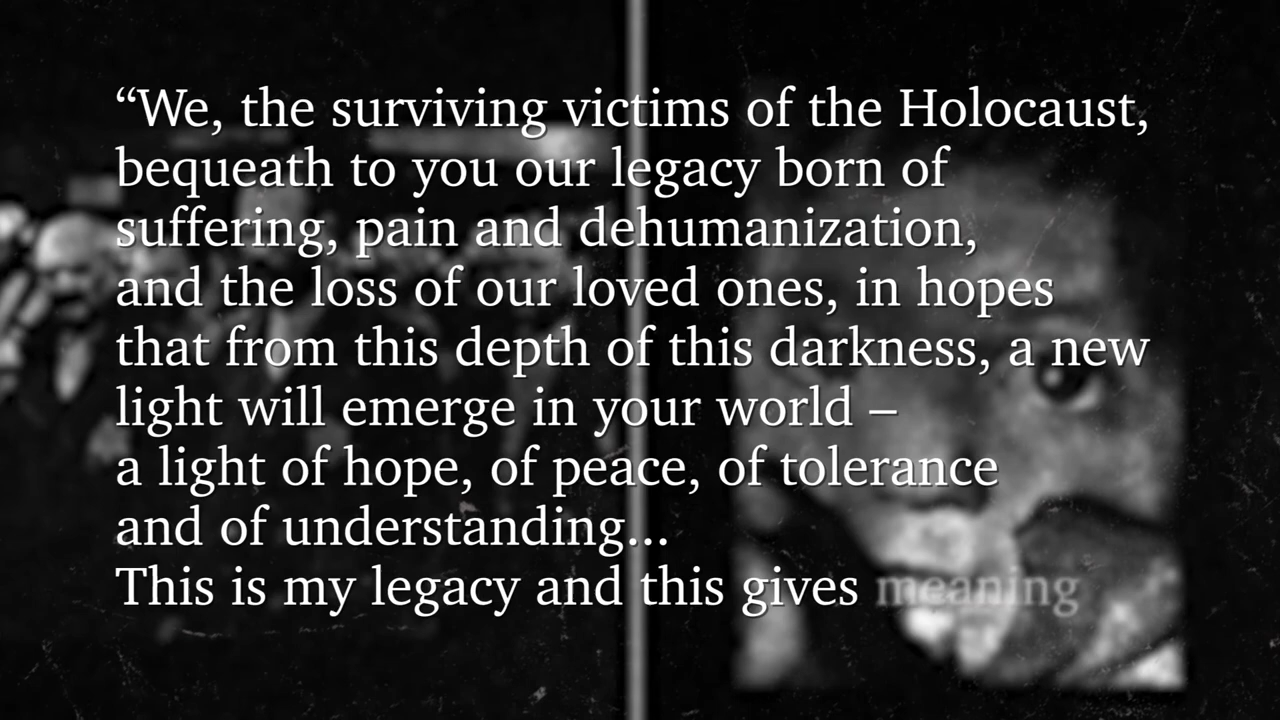 “We, the surviving victims of the Holocaust,
bequeath to you our legacy born of
suffering, pain and dehumanization,
and the loss of our loved ones, in hopes
that from this depth of this darkness, a new
light will emerge in your world –
a light of hope, of peace, of tolerance
and of understanding...
This is my legacy and this gives meaning